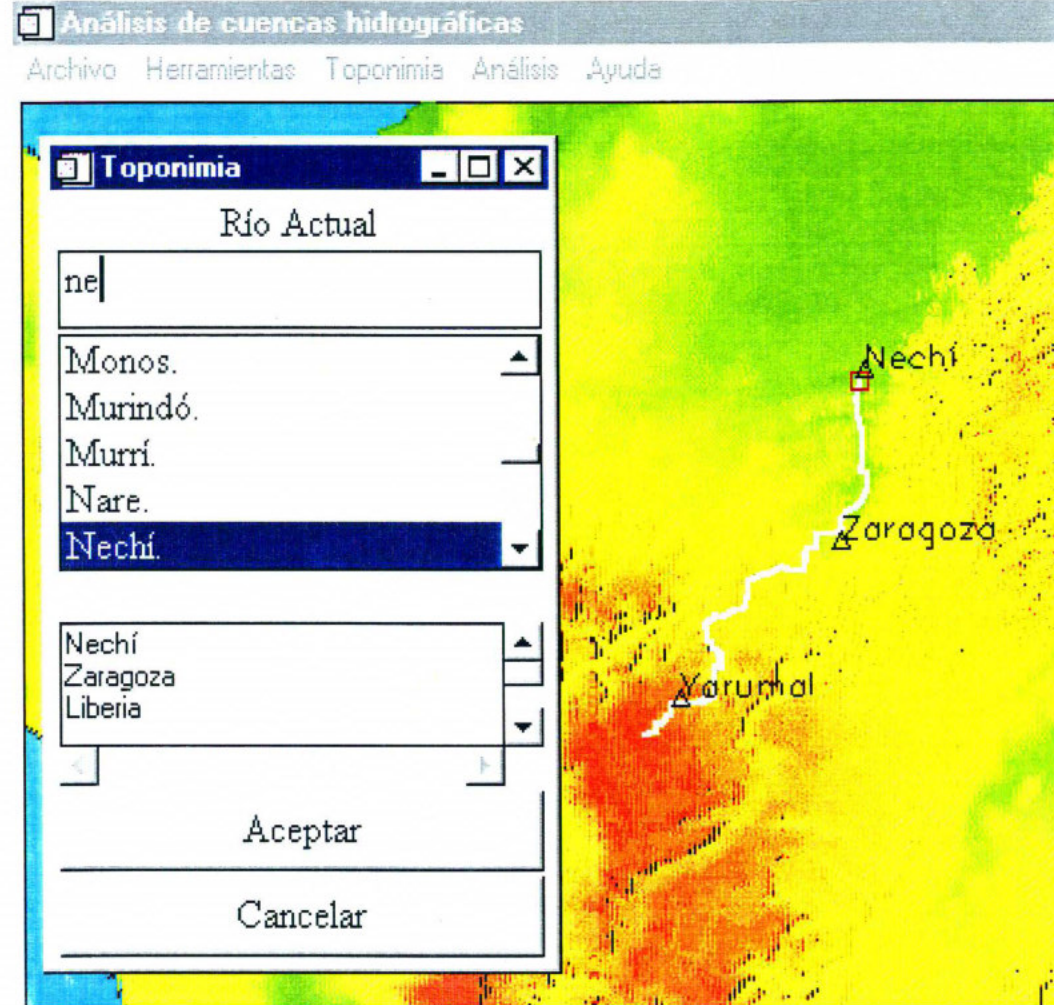 Análisis de cuencas hidrográficas
Archivo Herramientas Toponimia Análisis Ayuda
Toponimia
Río Actual
ne
Monos.
Murindó.
Murrí.
Nare.
Nechí.
Nechí
Zaragoza
Liberia
Aceptar
Cancelar
Nechí
Zaragoza
Yarumal